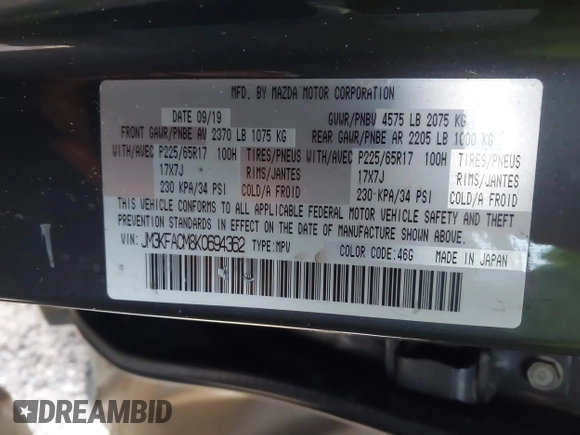 MFD. BY MAZDA MOTOR CORPORATION
DATE 09/19 GVWR/PNBV 4575 LB 2075 KG
FRONT GAWR/PNBE AV 2370 LB 1075 KG REAR GAWR/PNBE AR 2205 LB 1000 KG
WITH/AVEC P225/65R17 100H TIRES/PNEUS WITH/AVEC P225/65R17 100H TIRES/PNEUS
17X7J RIMS/JANTES 17X7J RIMS/JANTES
230 KPA/34 PSI COLD/A FROID 230 KPA/34 PSI COLD/A FROID
THIS VEHICLE CONFORMS TO ALL APPLICABLE FEDERAL MOTOR VEHICLE SAFETY AND THEFT
PREVENTION STANDARDS IN EFFECT ON THE DATE OF MANUFACTURE SHOWN ABOVE.
VIN: JM3KFACM8K0694362 TYPE: MPV COLOR CODE: 46G MADE IN JAPAN
DREAMBID